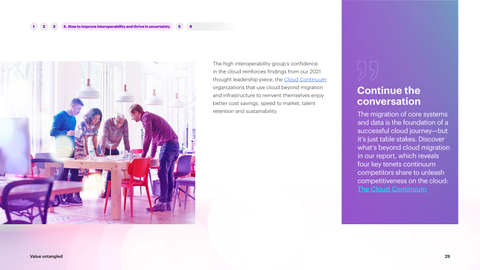 1 2 3 4. How to improve interoperability and thrive in uncertainty 5 6
The high interoperability group's confidence
in the cloud reinforces findings from our 2021
thought leadership piece, the Cloud Continuum
organizations that use cloud beyond migration
and infrastructure to reinvent themselves enjoy
better cost savings, speed to market, talent
retention and sustainability.
Continue the
conversation
The migration of core systems
and data is the foundation of a
successful cloud journey—but
it's just table stakes. Discover
what's beyond cloud migration
in our report, which reveals
four key tenets continuum
competitors share to unleash
competitiveness on the cloud:
The Cloud Continuum
Value untangled
29